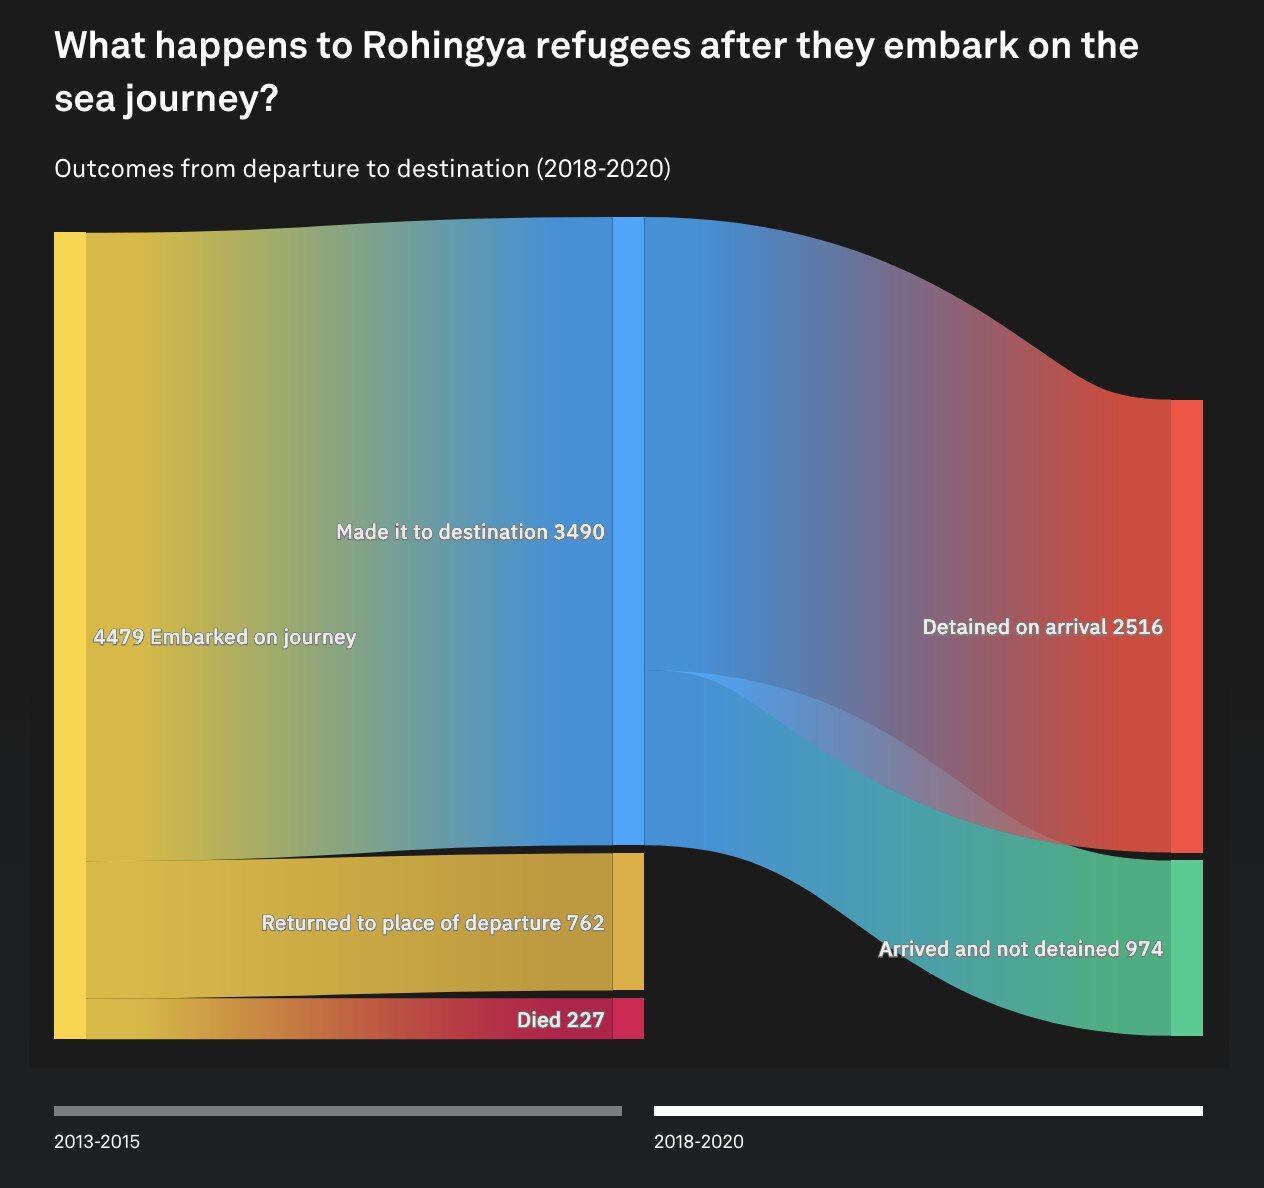 What happens to Rohingya refugees after they embark on the
sea journey?
Outcomes from departure to destination (2018-2020)
Made it to destination 3490
4479 Embarked on journey
Detained on arrival 2516
Returned to place of departure 762
Arrived and not detained 974
Died 227
2013-2015
2018-2020